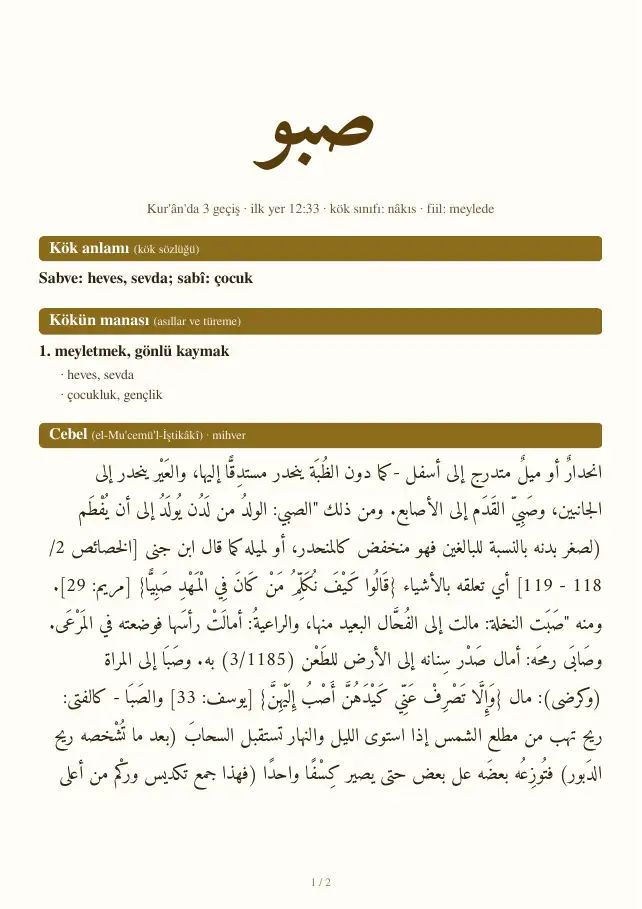 صبو
Kur'ân'da 3 geçiş · ilk yer 12:33 · kök sınıfı: nâkıs · fiil: meylede
Kök anlamı (kök sözlüğü)
Sabve: heves, sevda; sabî: çocuk
Kökün manası (asıllar ve türeme)
1. meyletmek, gönlü kaymak
· heves, sevda
· çocukluk, gençlik
Cebel (el-Mu'cemü'l-İştikâkî) · mihver
انحدارٌ أو ميلٌ متدرج إلى أسفل -كما دون الظُبَة ينحدر مستدِقًّا إليها، والعَيْر ينحدر إلى
الجانبين، وصَبِيّ القَدَم إلى الأصابع. ومن ذلك "الصبي: الولدُ من لَدُن يُولَدُ إلى أن يُفْطَم
(لصغر بدنه بالنسبة للبالغين فهو منخفض كالمنحدر، أو لميله كما قال ابن جنى [الخصائص 2/
118 - 119] أي تعلقه بالأشياء {قَالُوا كَيْفَ نُكَلِّمُ مَنْ كَانَ فِي الْمَهْدِ صَبِيًّا} [مريم: 29].
ومنه "صَبَت النخلة: مالت إلى الفُحَّال البعيد منها، والراعيةُ: أمالَتْ رأسَها فوضعته في المَرْعَى.
وصَابَى رمحَه: أمال صَدْر سِنانه إلى الأرض للطَعْن (3/1185) به. وصَبَا إلى المراة
(وكرضى): مال {وَإِلَّا تَصْرِفْ عَنِّي كَيْدَهُنَّ أَصْبُ إِلَيْهِنَّ} [يوسف: 33] والصَبَا - كالفتى:
ريح تهب من مطلع الشمس إذا استوى الليل والنهار تستقبل السحابَ (بعد ما تُشْخصه ريح
الدَبور) فتُوزِعُه بعضَه عل بعض حتى يصير كِسْفًا واحدًا (فهذا جمع تكديس وركْم من أعلى
1 / 2